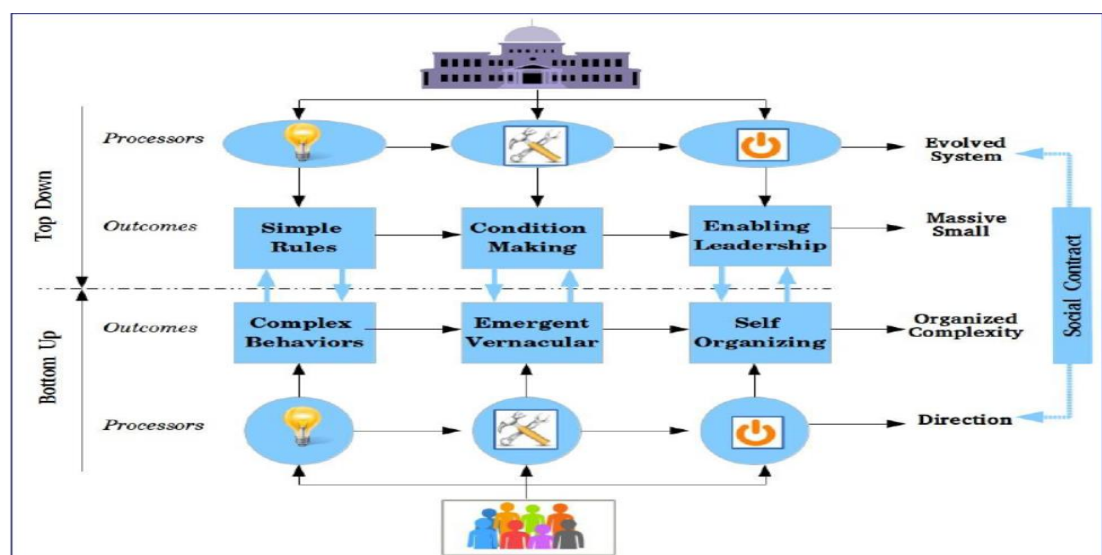 Top Down
Bottom Up
Processors
Evolved
System
Outcomes
Simple
Rules
Condition
Making
Enabling
Leadership
Massive
Small
Outcomes
Complex
Behaviors
Emergent
Vernacular
Self
Organizing
Organized
Complexity
Processors
Direction
Social Contract